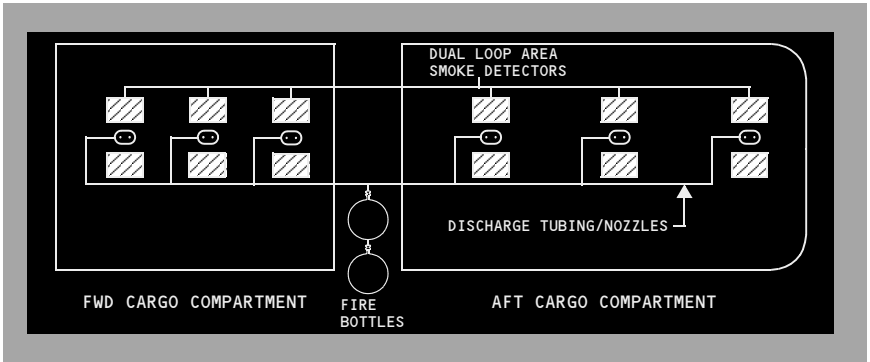 DUAL LOOP AREA
SMOKE DETECTORS
DISCHARGE TUBING/NOZZLES
FWD CARGO COMPARTMENT
FIRE
BOTTLES
AFT CARGO COMPARTMENT